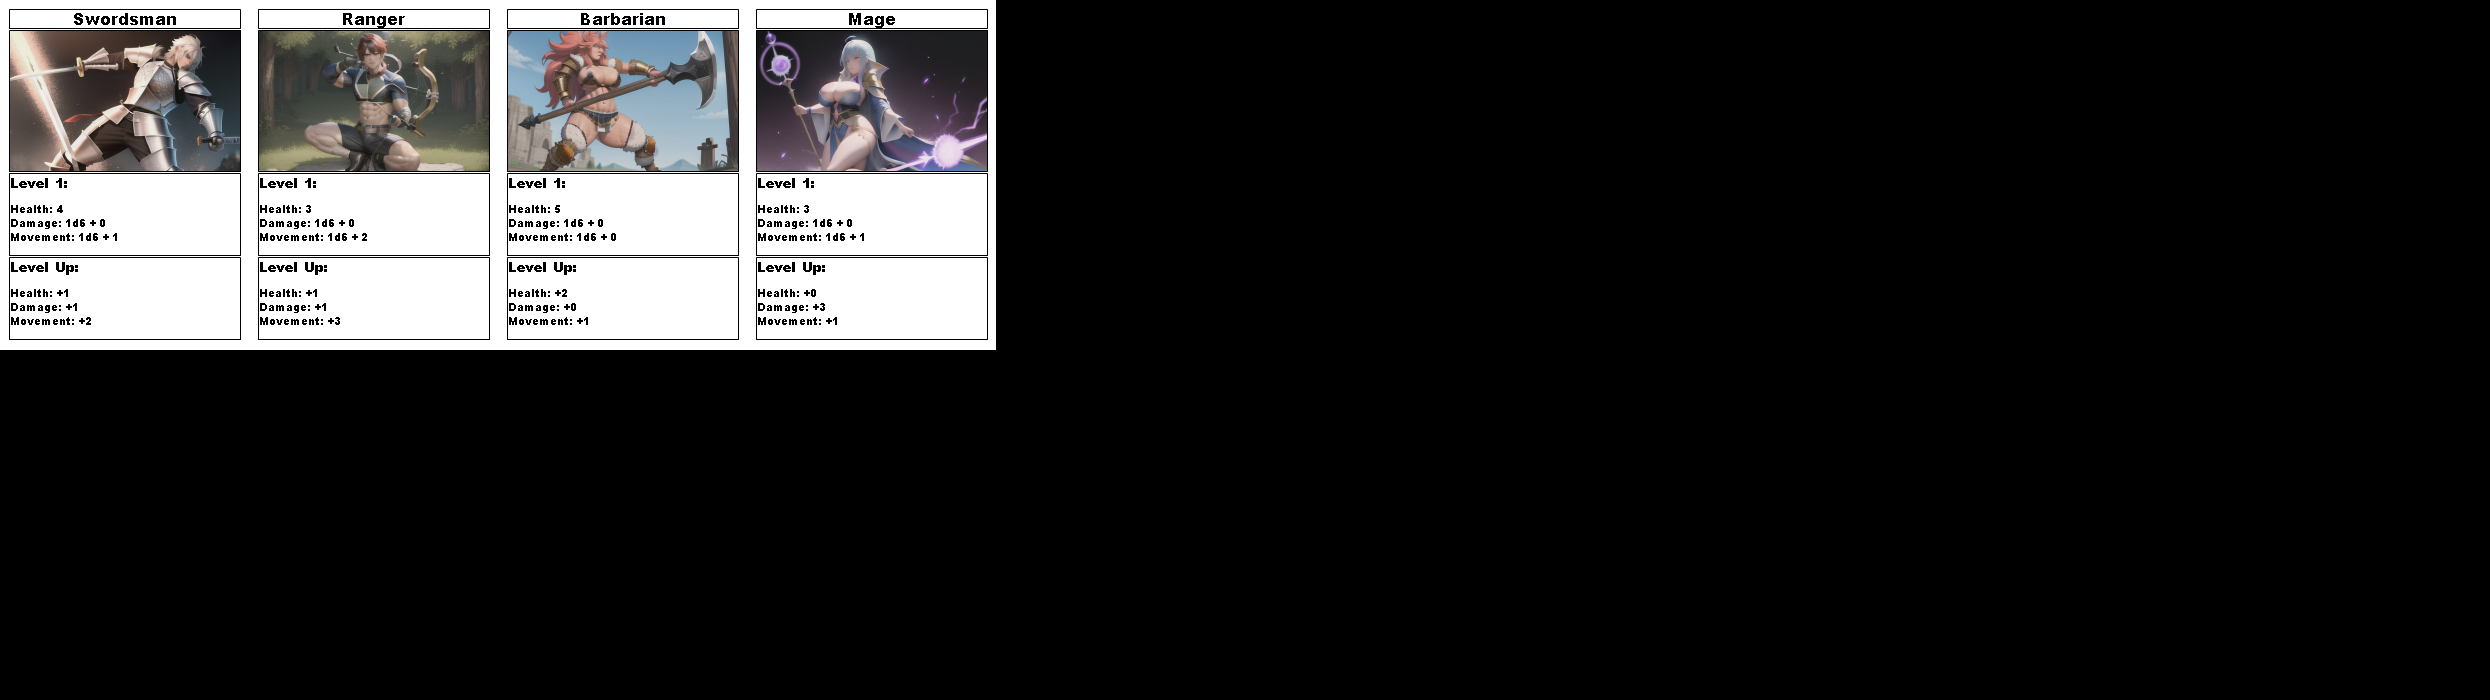 Swordsman
Level 1:
Health: 4
Damage: 1d6 + 0
Movement: 1d6 + 1
Level Up:
Health: +1
Damage: +1
Movement: +2
Ranger
Level 1:
Health: 3
Damage: 1d6 + 0
Movement: 1d6 + 2
Level Up:
Health: +1
Damage: +1
Movement: +3
Barbarian
Level 1:
Health: 5
Damage: 1d6 + 0
Movement: 1d6 + 0
Level Up:
Health: +2
Damage: +0
Movement: +1
Mage
Level 1:
Health: 3
Damage: 1d6 + 0
Movement: 1d6 + 1
Level Up:
Health: +0
Damage: +3
Movement: +1